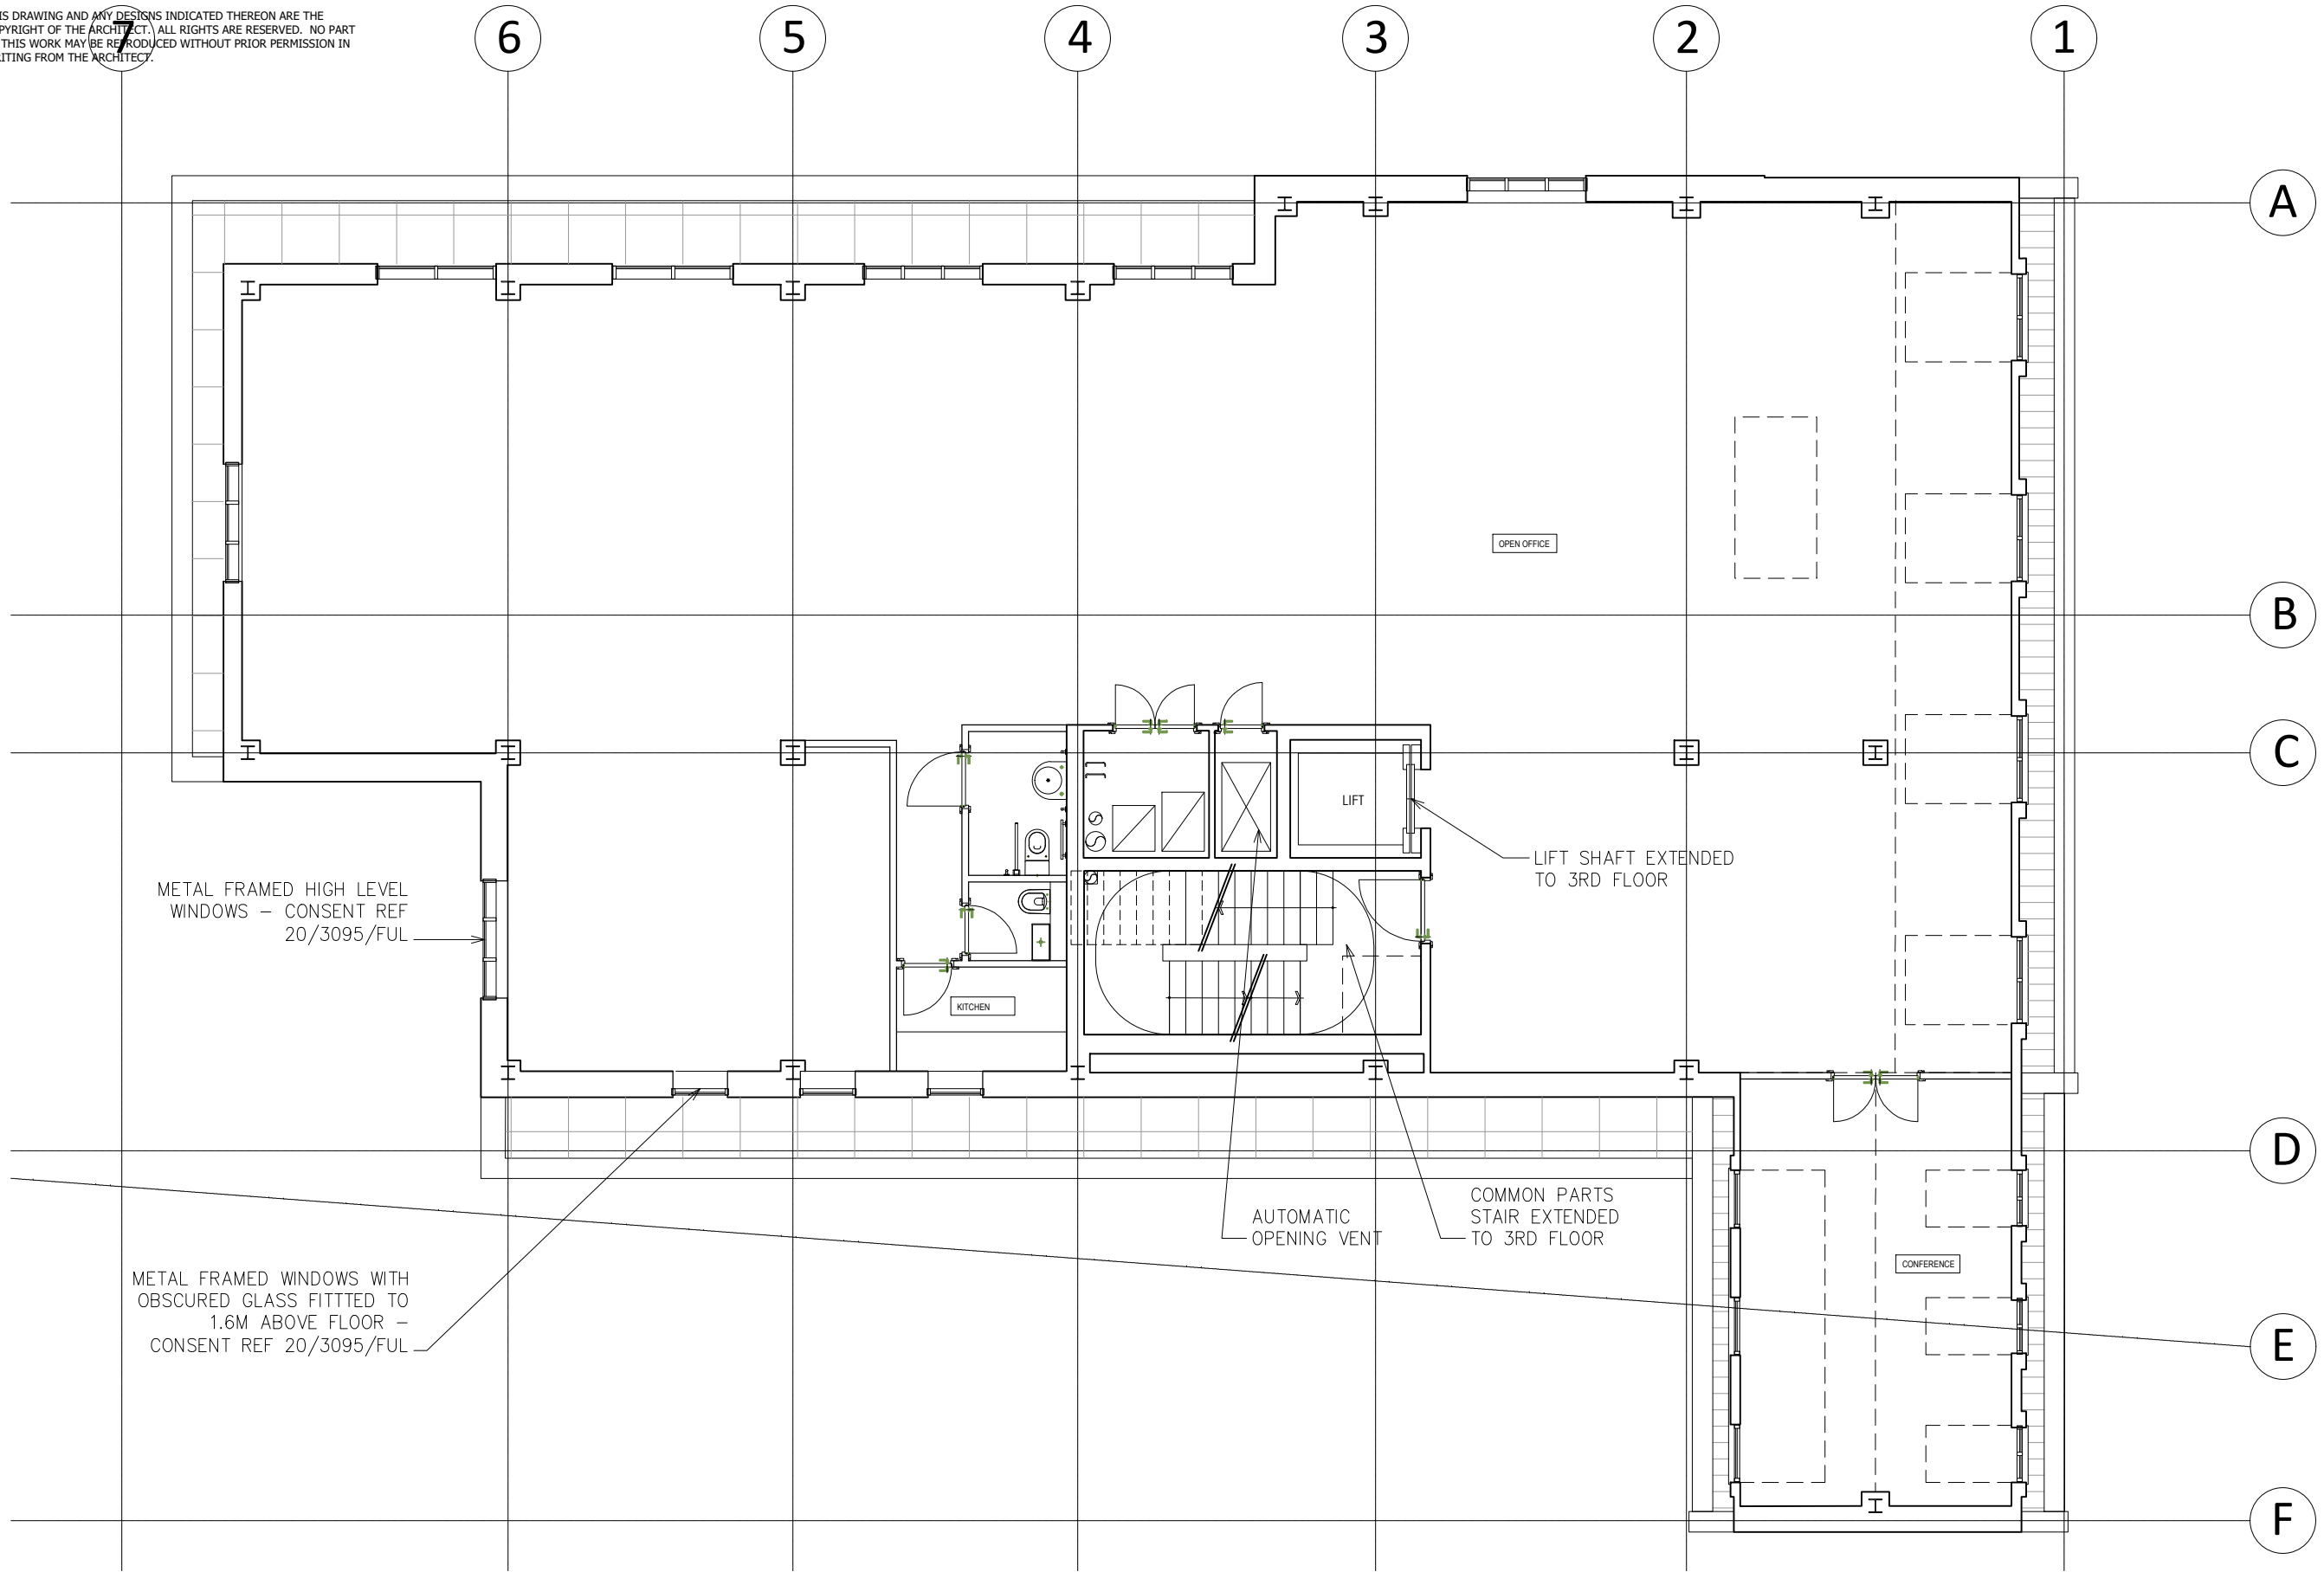 IS DRAWING AND ANY DESIGNS INDICATED THEREON ARE THE
PYRIGHT OF THE ARCHITECT. ALL RIGHTS ARE RESERVED. NO PART
THIS WORK MAY BE REPRODUCED WITHOUT PRIOR PERMISSION IN
ITING FROM THE ARCHITECT.
7
6
5
4
3
2
1
A
OPEN OFFICE
B
C
LIFT
LIFT SHAFT EXTENDED
TO 3RD FLOOR
METAL FRAMED HIGH LEVEL
WINDOWS – CONSENT REF
20/3095/FUL
KITCHEN
D
AUTOMATIC
OPENING VENT
COMMON PARTS
STAIR EXTENDED
TO 3RD FLOOR
CONFERENCE
METAL FRAMED WINDOWS WITH
OBSCURED GLASS FITTTED TO
1.6M ABOVE FLOOR –
CONSENT REF 20/3095/FUL
E
F